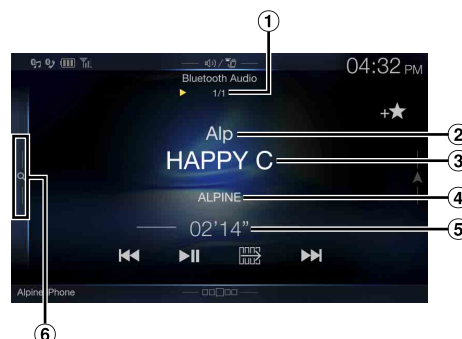 1
04:32 PM
Bluetooth Audio
1/1
Alp
2
HAPPY C
3
ALPINE
4
02'14"
5
Alpine Phone
6